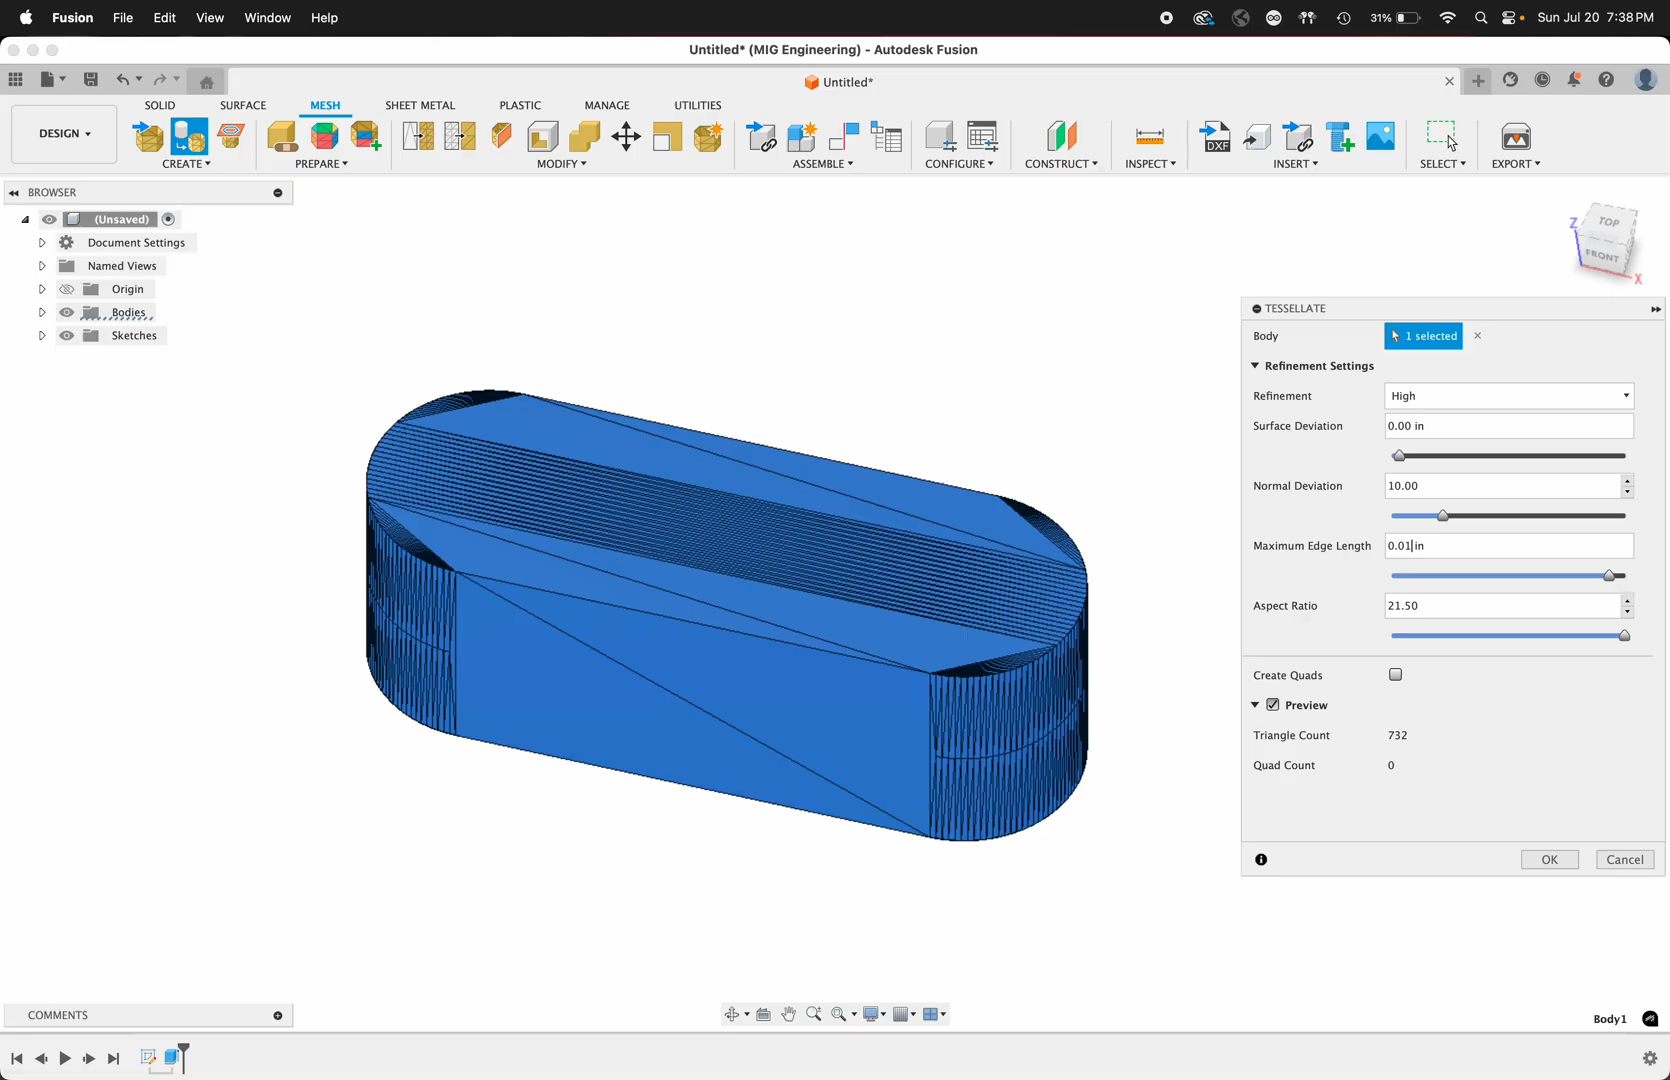 Fusion File Edit View Window Help 31% Sun Jul 20 7:38 PM
Untitled* (MIG Engineering) - Autodesk Fusion
Untitled*
SOLID SURFACE MESH SHEET METAL PLASTIC MANAGE UTILITIES
DESIGN
DXF
CREATE PREPARE MODIFY ASSEMBLE CONFIGURE CONSTRUCT INSPECT INSERT SELECT EXPORT
BROWSER
(Unsaved)
Document Settings
Named Views
Origin
Bodies
Sketches
Z TOP
FRONT
X
TESSELLATE
Body 1 selected
Refinement Settings
Refinement High
Surface Deviation 0.00 in
Normal Deviation 10.00
Maximum Edge Length 0.01 in
Aspect Ratio 21.50
Create Quads
Preview
Triangle Count 732
Quad Count 0
OK Cancel
COMMENTS
Body1